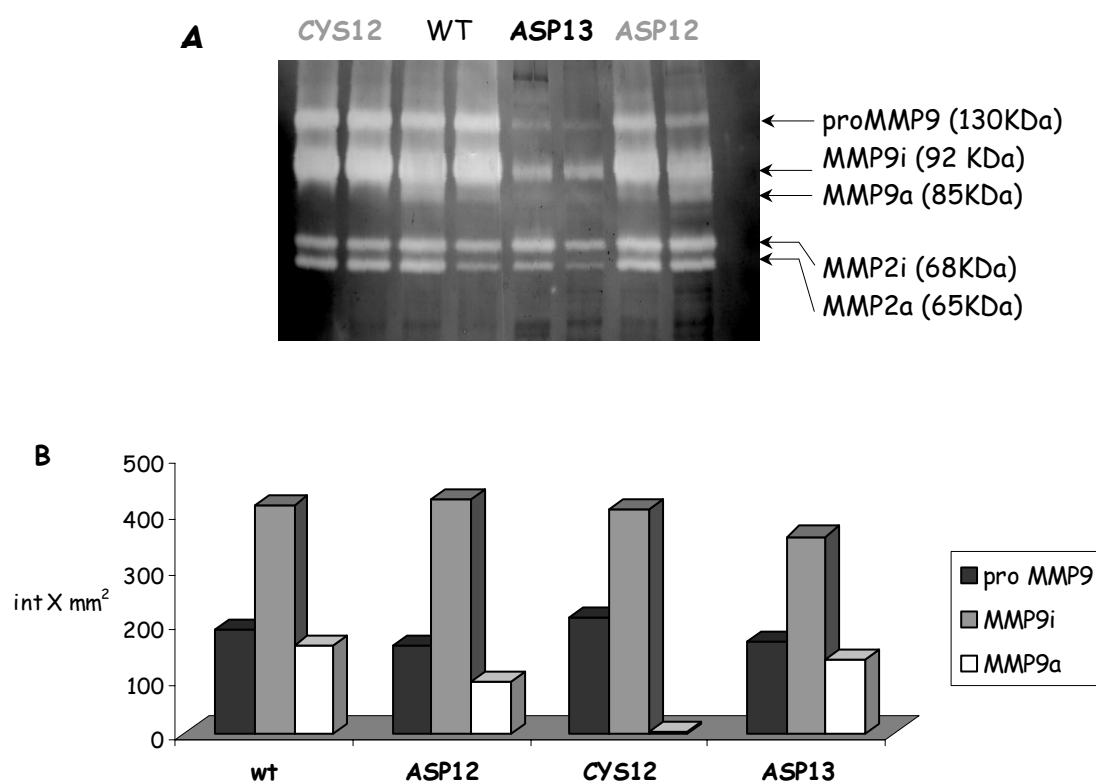 A CYS12 WT ASP13 ASP12
proMMP9 (130KDa)
MMP9i (92 KDa)
MMP9a (85KDa)
MMP2i (68KDa)
MMP2a (65KDa)
B
500
400
300
200
100
0
int X mm²
wt ASP12 CYS12 ASP13
pro MMP9
MMP9i
MMP9a